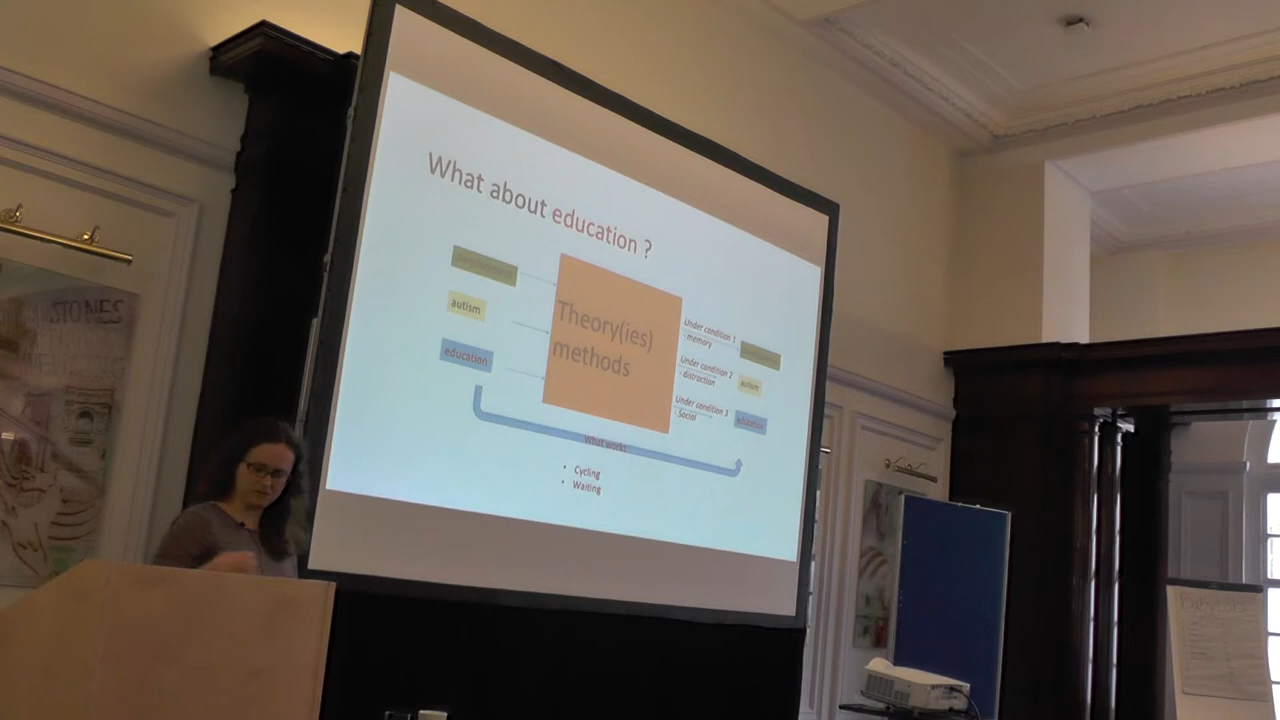 What about education ?
autism
education
Theory(ies)
methods
Under condition 1
- memory
Under condition 2
- distraction
Under condition 3
- Social
autism
education
What works
• Cycling
• Waiting
STONES
BabyLab